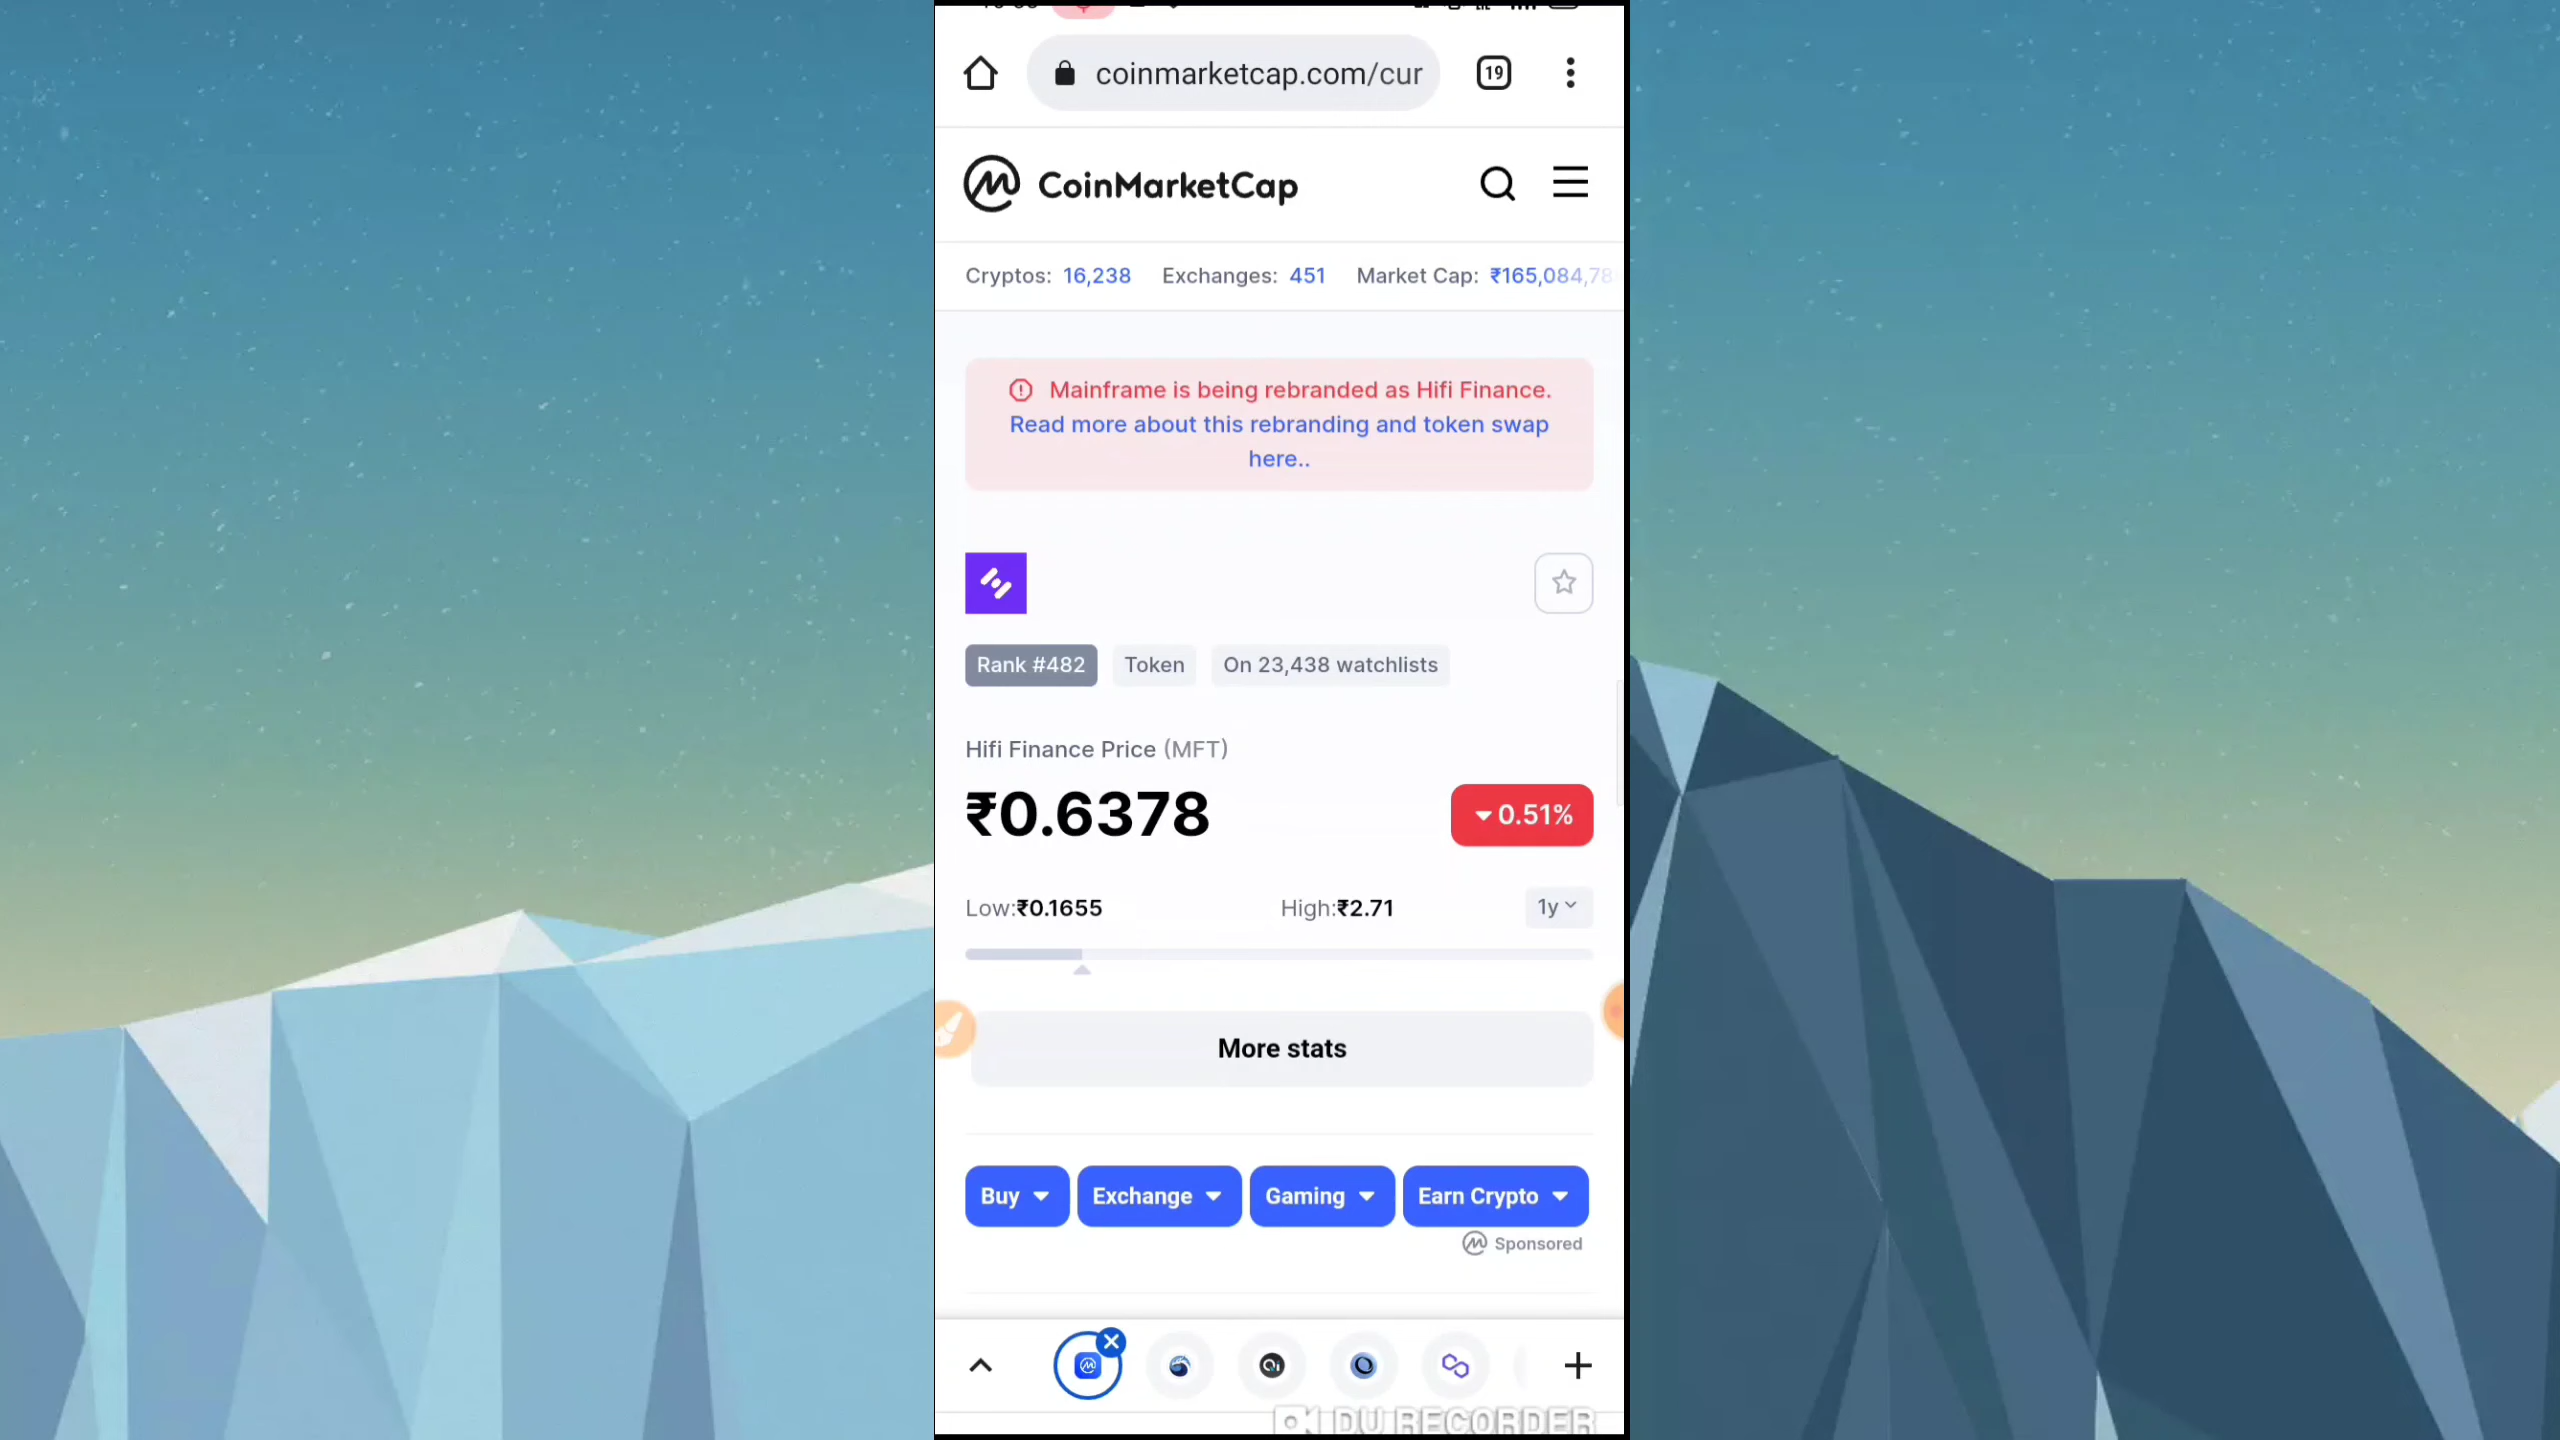 coinmarketcap.com/cur
19
CoinMarketCap
Cryptos: 16,238 Exchanges: 451 Market Cap: ₹165,084,78
Mainframe is being rebranded as Hifi Finance.
Read more about this rebranding and token swap
here..
Rank #482 Token On 23,438 watchlists
Hifi Finance Price (MFT)
₹0.6378
0.51%
Low:₹0.1655 High:₹2.71 1y
More stats
Buy Exchange Gaming Earn Crypto
Sponsored
DU RECORDER